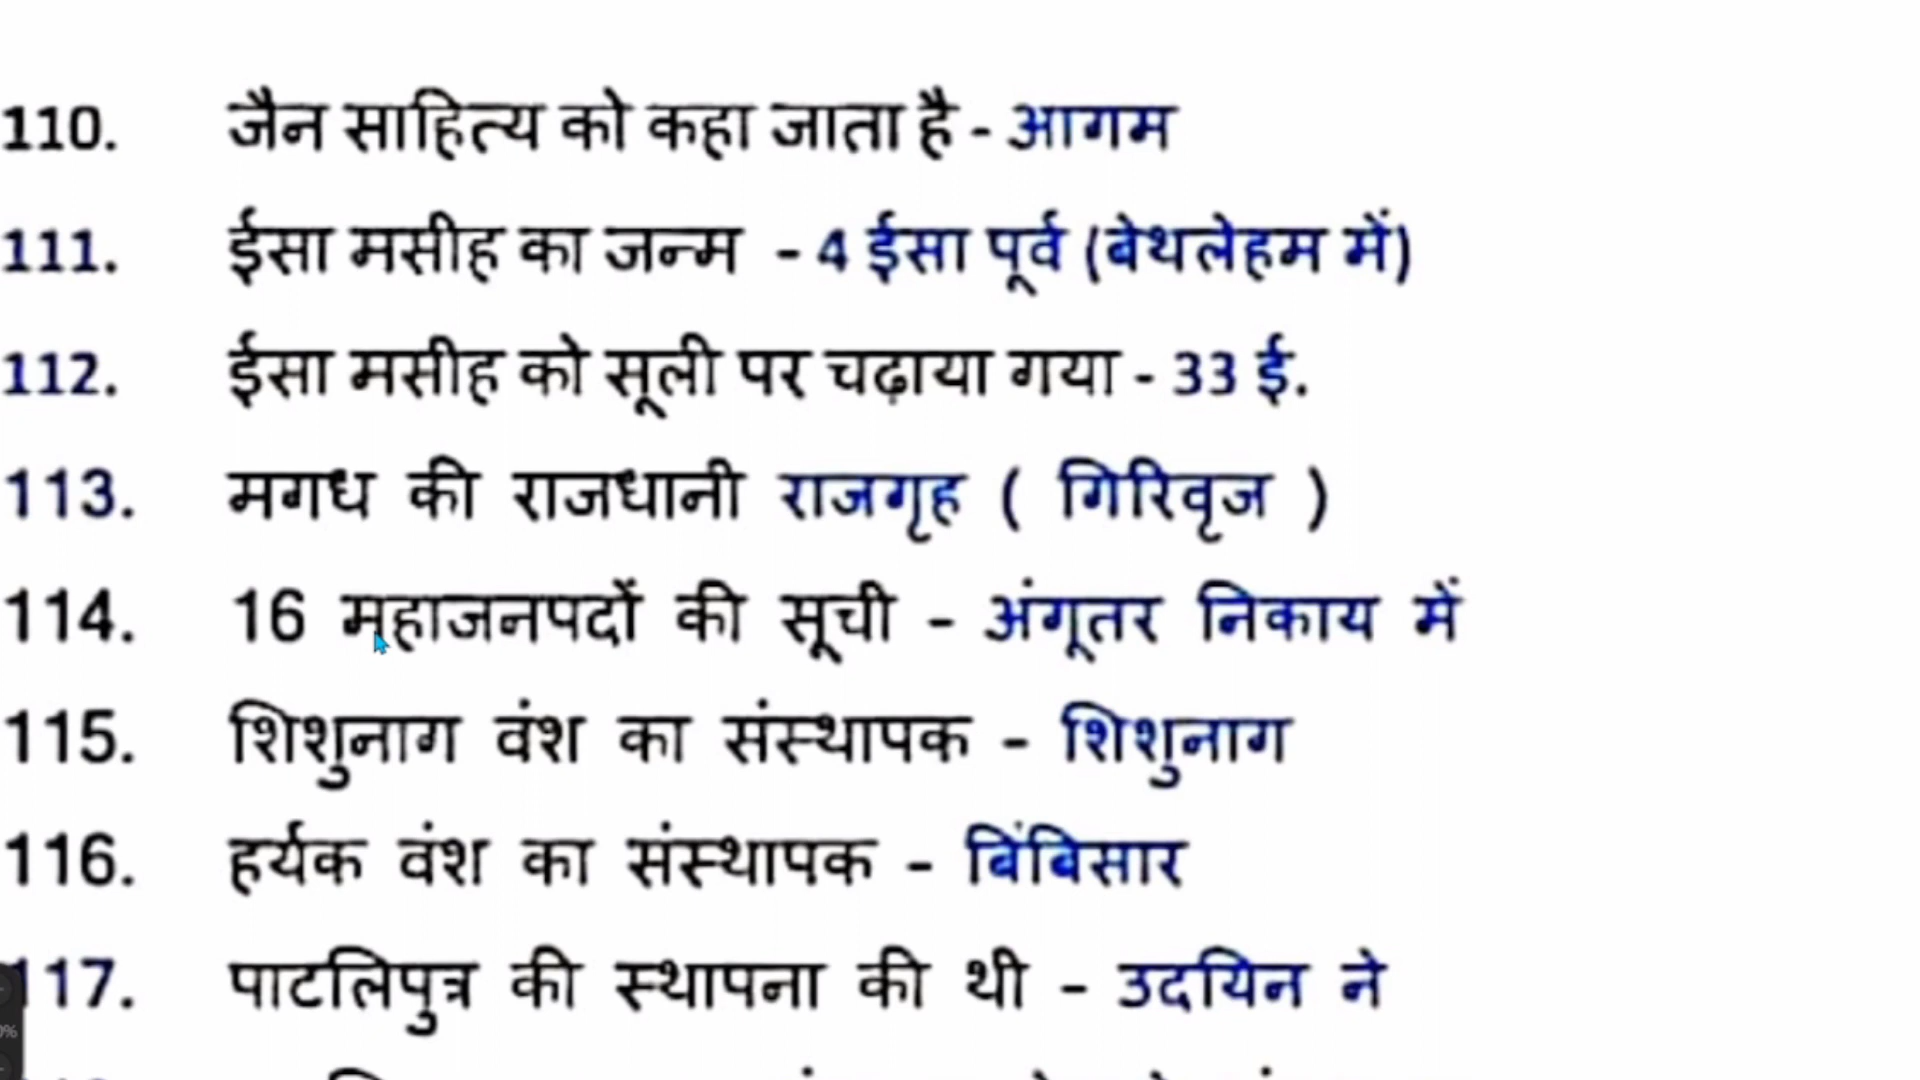 110. जैन साहित्य को कहा जाता है - आगम
111. ईसा मसीह का जन्म - 4 ईसा पूर्व (बेथलेहम में)
112. ईसा मसीह को सूली पर चढ़ाया गया - 33 ई.
113. मगध की राजधानी राजगृह ( गिरिवृज )
114. 16 महाजनपदों की सूची - अंगूतर निकाय में
115. शिशुनाग वंश का संस्थापक - शिशुनाग
116. हर्यक वंश का संस्थापक - बिंबिसार
117. पाटलिपुत्र की स्थापना की थी - उदयिन ने